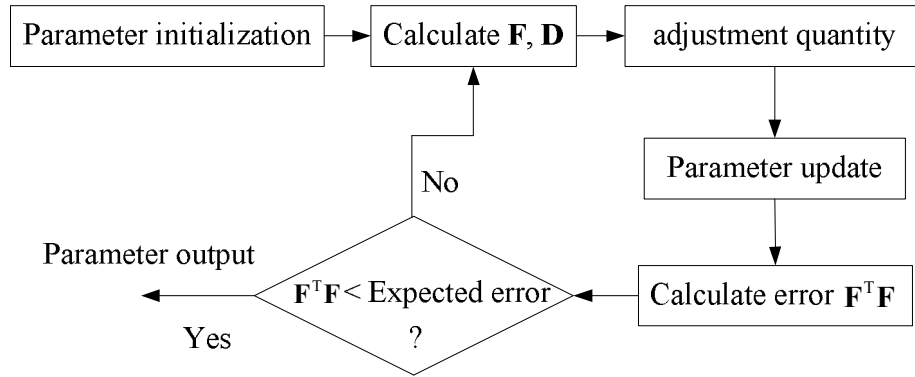 Parameter initialization
Calculate F, D
adjustment quantity
Parameter update
Calculate error FᵀF
FᵀF < Expected error
?
No
Parameter output
Yes